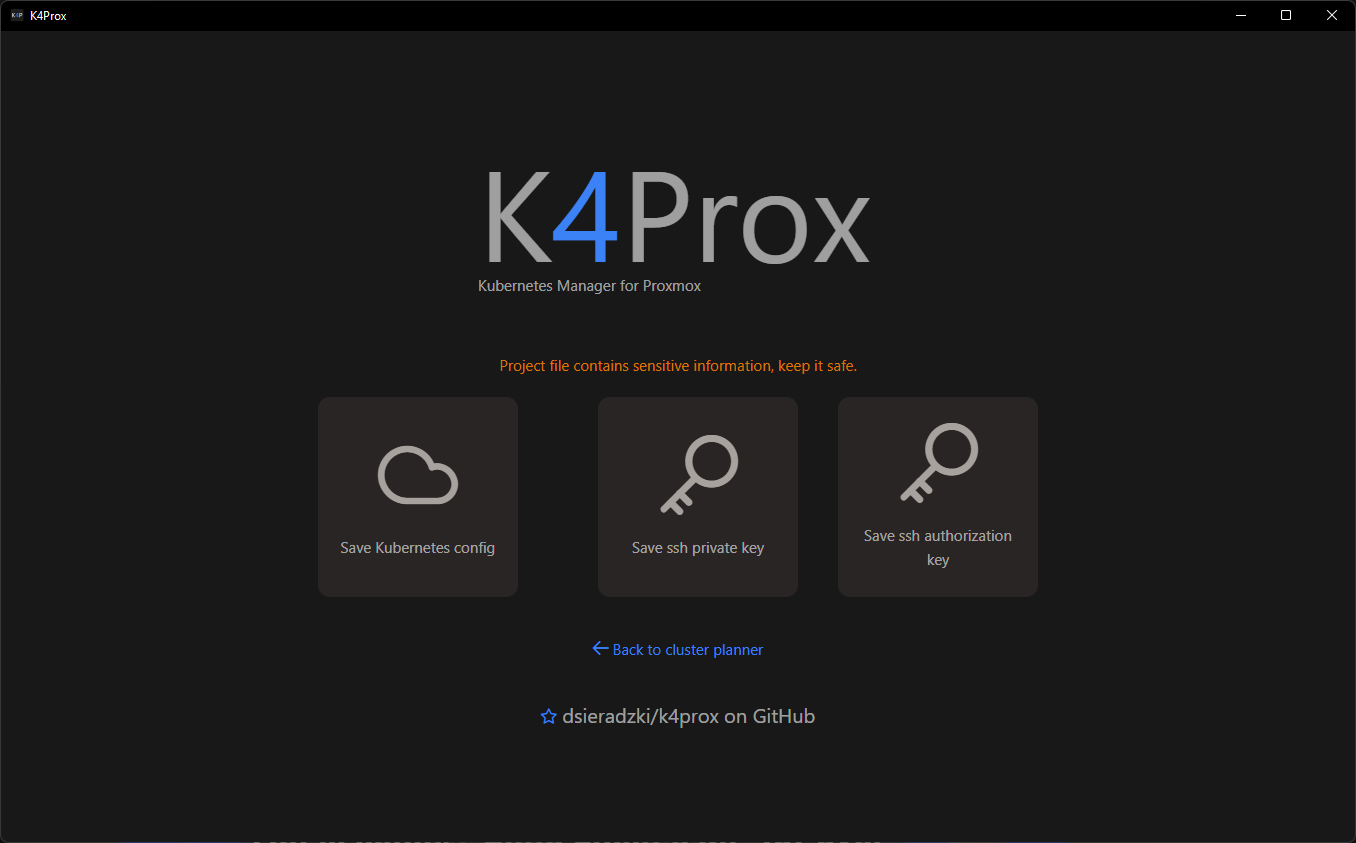 K4P K4Prox
K4Prox
Kubernetes Manager for Proxmox
Project file contains sensitive information, keep it safe.
Save Kubernetes config
Save ssh private key
Save ssh authorization
key
Back to cluster planner
dsieradzki/k4prox on GitHub